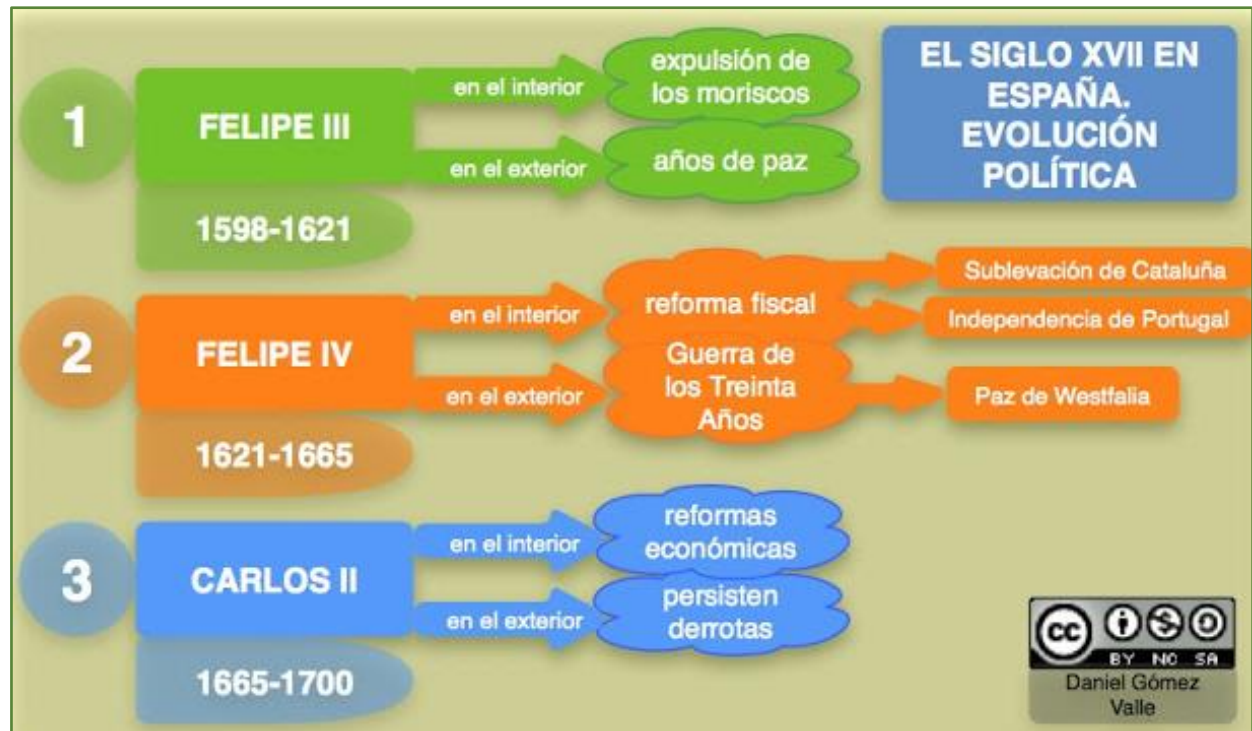 EL SIGLO XVII EN
ESPAÑA.
EVOLUCIÓN
POLÍTICA
1
FELIPE III
1598-1621
en el interior
expulsión de
los moriscos
en el exterior
años de paz
2
FELIPE IV
1621-1665
en el interior
reforma fiscal
Sublevación de Cataluña
Independencia de Portugal
en el exterior
Guerra de
los Treinta
Años
Paz de Westfalia
3
CARLOS II
1665-1700
en el interior
reformas
económicas
en el exterior
persisten
derrotas
cc
BY NC SA
Daniel Gómez
Valle